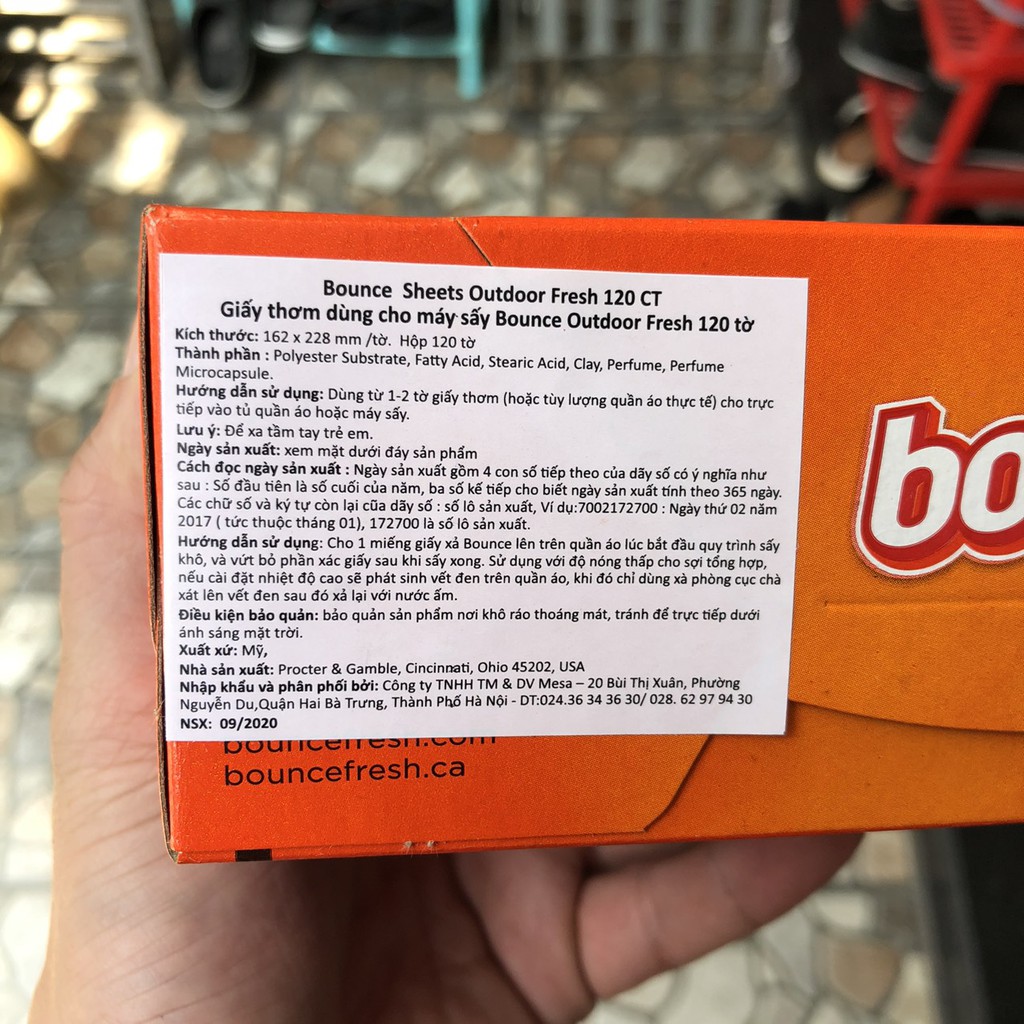 Bounce Sheets Outdoor Fresh 120 CT
Giấy thơm dùng cho máy sấy Bounce Outdoor Fresh 120 tờ
Kích thước: 162 x 228 mm /tờ. Hộp 120 tờ
Thành phần : Polyester Substrate, Fatty Acid, Stearic Acid, Clay, Perfume, Perfume
Microcapsule.
Hướng dẫn sử dụng: Dùng từ 1-2 tờ giấy thơm (hoặc tùy lượng quần áo thực tế) cho trực
tiếp vào tủ quần áo hoặc máy sấy.
Lưu ý: Để xa tầm tay trẻ em.
Ngày sản xuất: xem mặt dưới đáy sản phẩm
Cách đọc ngày sản xuất : Ngày sản xuất gồm 4 con số tiếp theo của dãy số có ý nghĩa như
sau : Số đầu tiên là số cuối của năm, ba số kế tiếp cho biết ngày sản xuất tính theo 365 ngày.
Các chữ số và ký tự còn lại cũa dãy số : số lô sản xuất, Ví dụ:7002172700 : Ngày thứ 02 năm
2017 ( tức thuộc tháng 01), 172700 là số lô sản xuất.
Hướng dẫn sử dụng: Cho 1 miếng giấy xả Bounce lên trên quần áo lúc bắt đầu quy trình sấy
khô, và vứt bỏ phần xác giấy sau khi sấy xong. Sử dụng với độ nóng thấp cho sợi tổng hợp,
nếu cài đặt nhiệt độ cao sẽ phát sinh vết đen trên quần áo, khi đó chỉ dùng xà phòng cục chà
xát lên vết đen sau đó xả lại với nước ấm.
Điều kiện bảo quản: bảo quản sản phẩm nơi khô ráo thoáng mát, tránh để trực tiếp dưới
ánh sáng mặt trời.
Xuất xứ: Mỹ,
Nhà sản xuất: Procter & Gamble, Cincinnati, Ohio 45202, USA
Nhập khẩu và phân phối bởi: Công ty TNHH TM & DV Mesa – 20 Bùi Thị Xuân, Phường
Nguyễn Du,Quận Hai Bà Trưng, Thành Phố Hà Nội - DT:024.36 34 36 30/ 028. 62 97 94 30
NSX: 09/2020
bouncefresh.com
bouncefresh.ca
bo